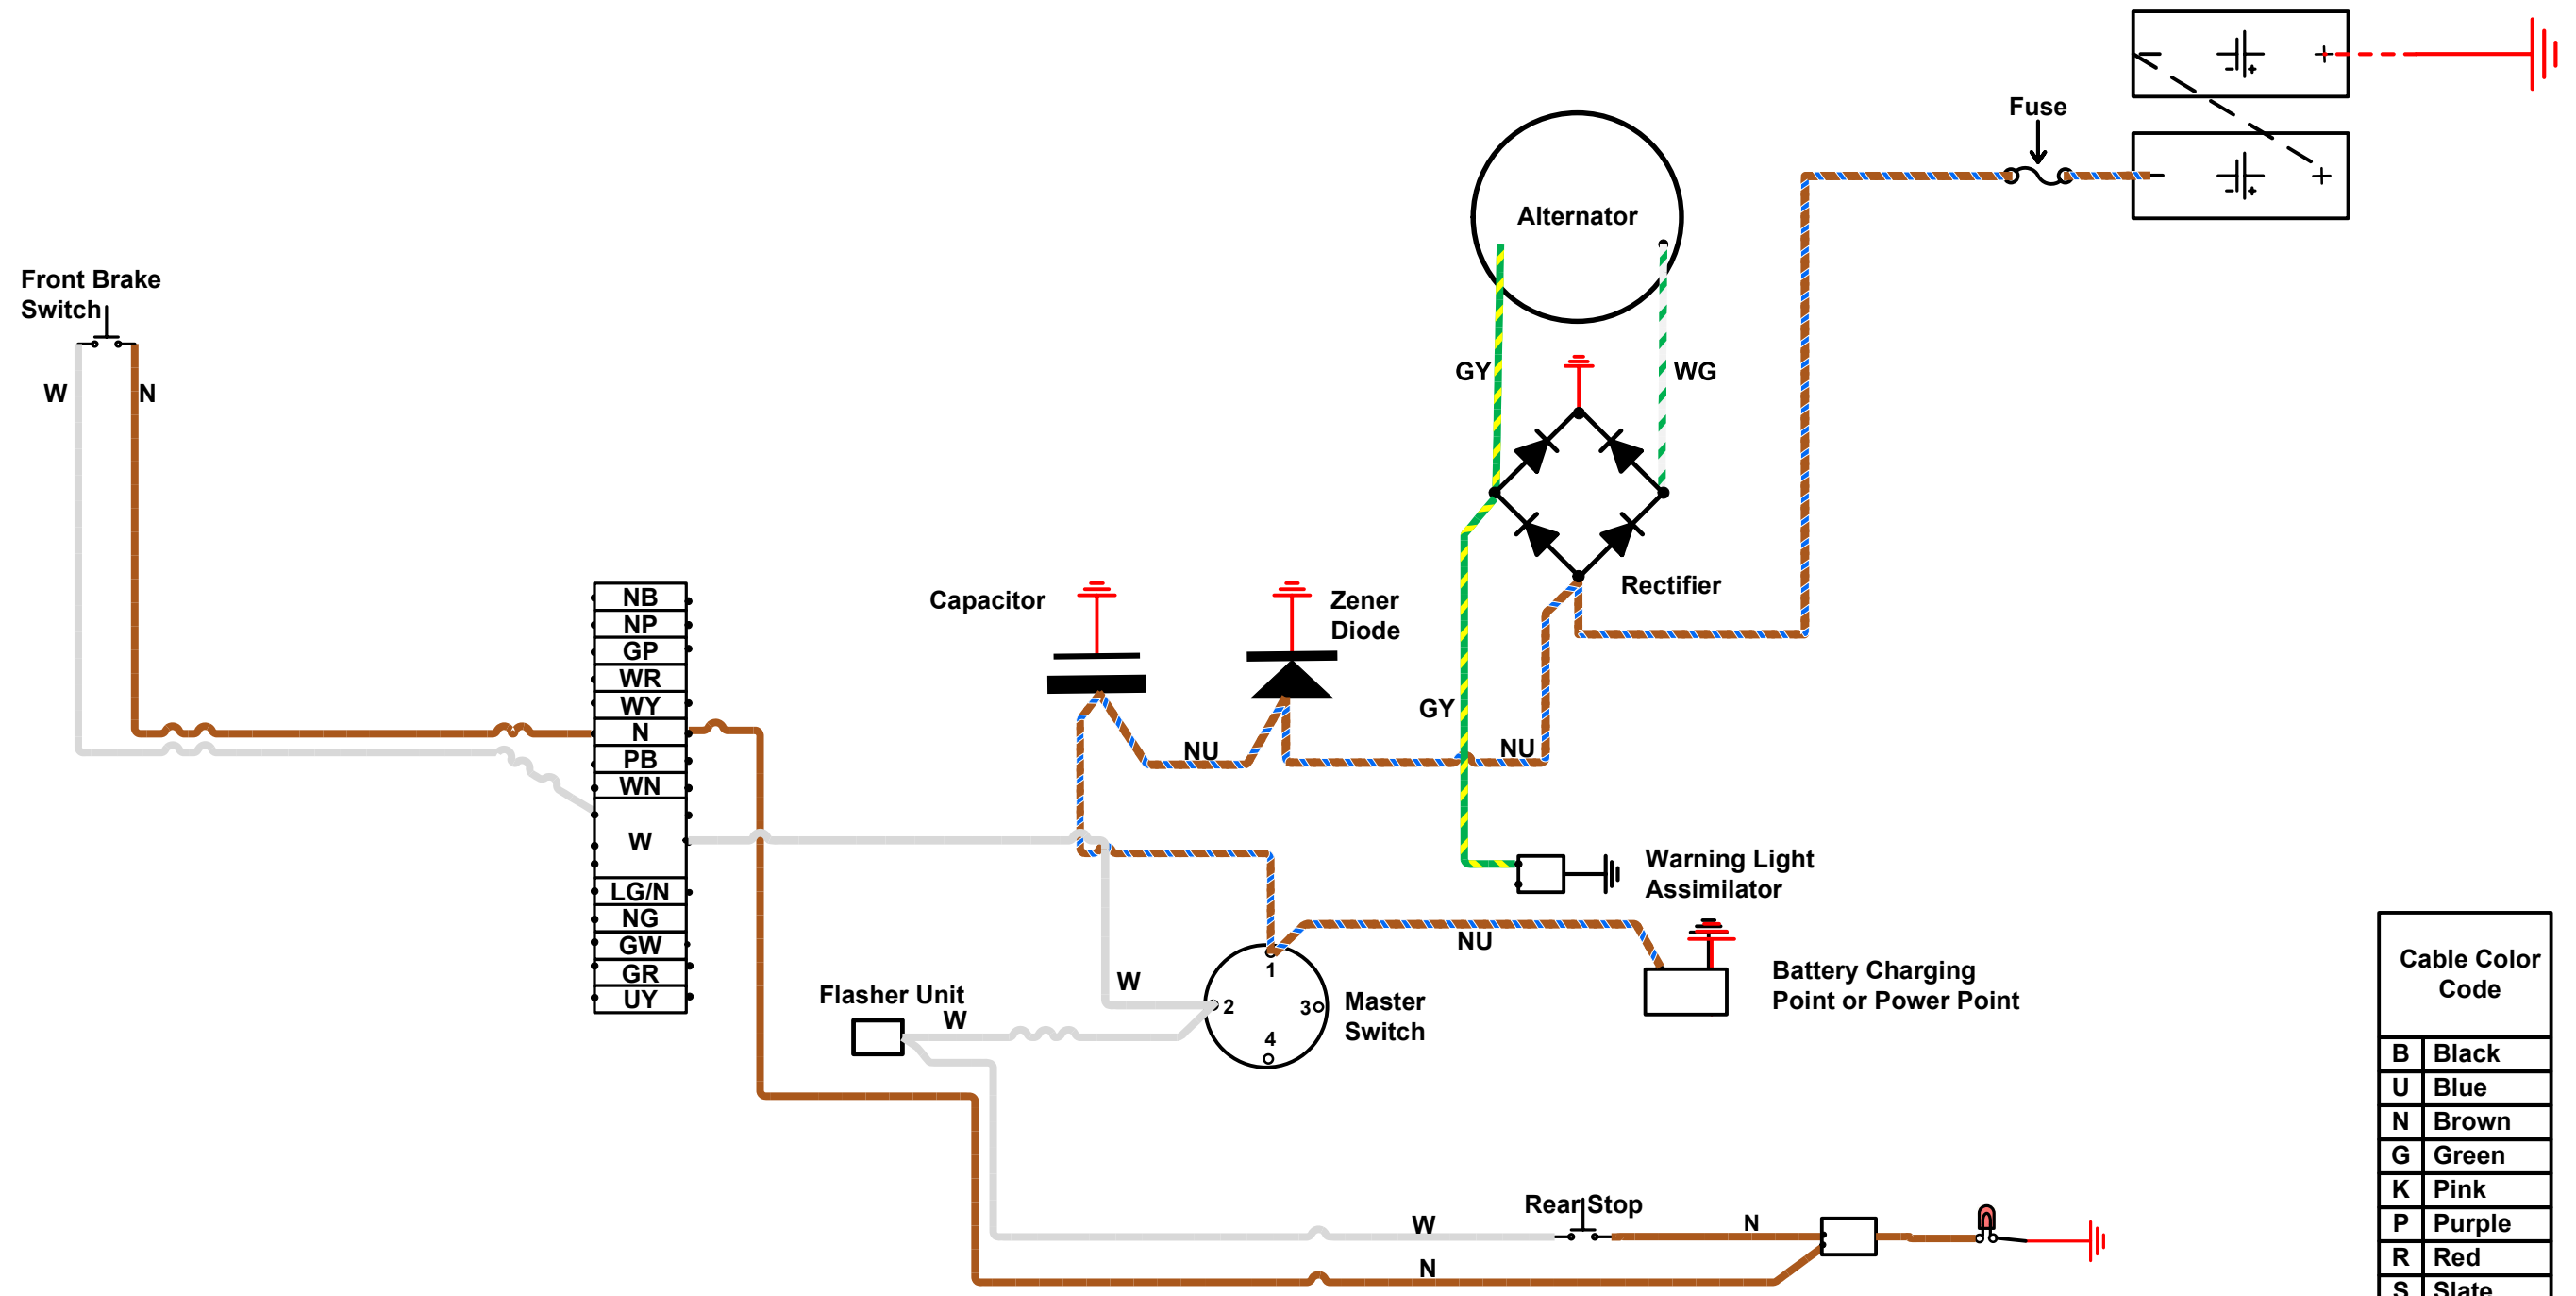 Fuse
Alternator
Front Brake
Switch
W
N
GY
WG
Rectifier
Capacitor
Zener
Diode
NB
NP
GP
WR
WY
N
PB
WN
W
LG/N
NG
GW
GR
UY
GY
NU
NU
Warning Light
Assimilator
NU
W
1
2
3
4
Master
Switch
Battery Charging
Point or Power Point
Flasher Unit
W
Rear Stop
W
N
N
Cable Color
Code
B Black
U Blue
N Brown
G Green
K Pink
P Purple
R Red
S Slate